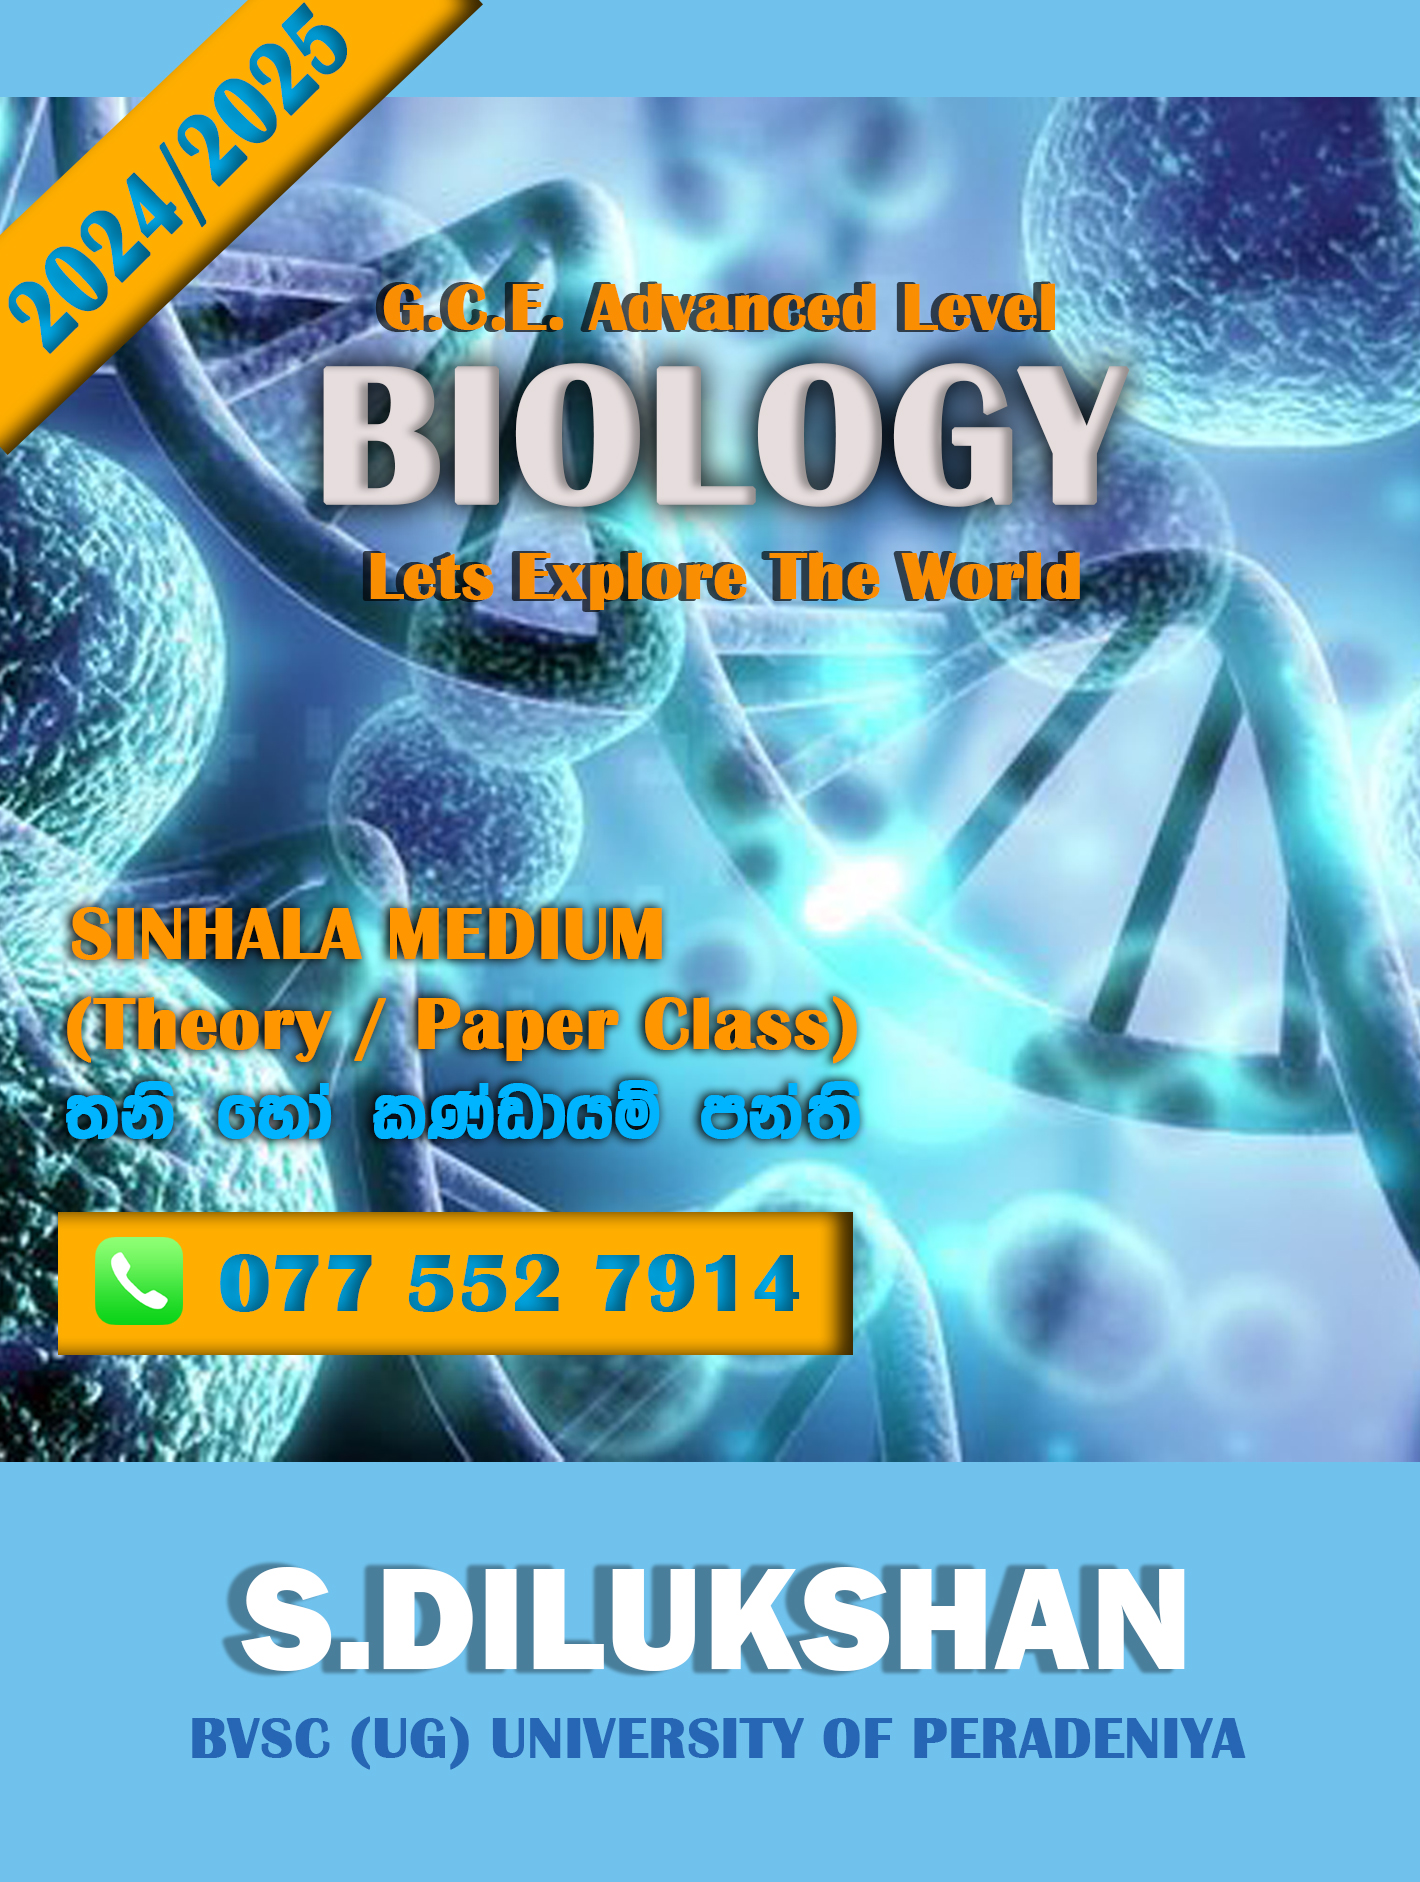 2024/2025
G.C.E. Advanced Level
BIOLOGY
Lets Explore The World
SINHALA MEDIUM
(Theory / Paper Class)
තනි හෝ කණ්ඩායම් පන්ති
077 552 7914
S.DILUKSHAN
BVSC (UG) UNIVERSITY OF PERADENIYA